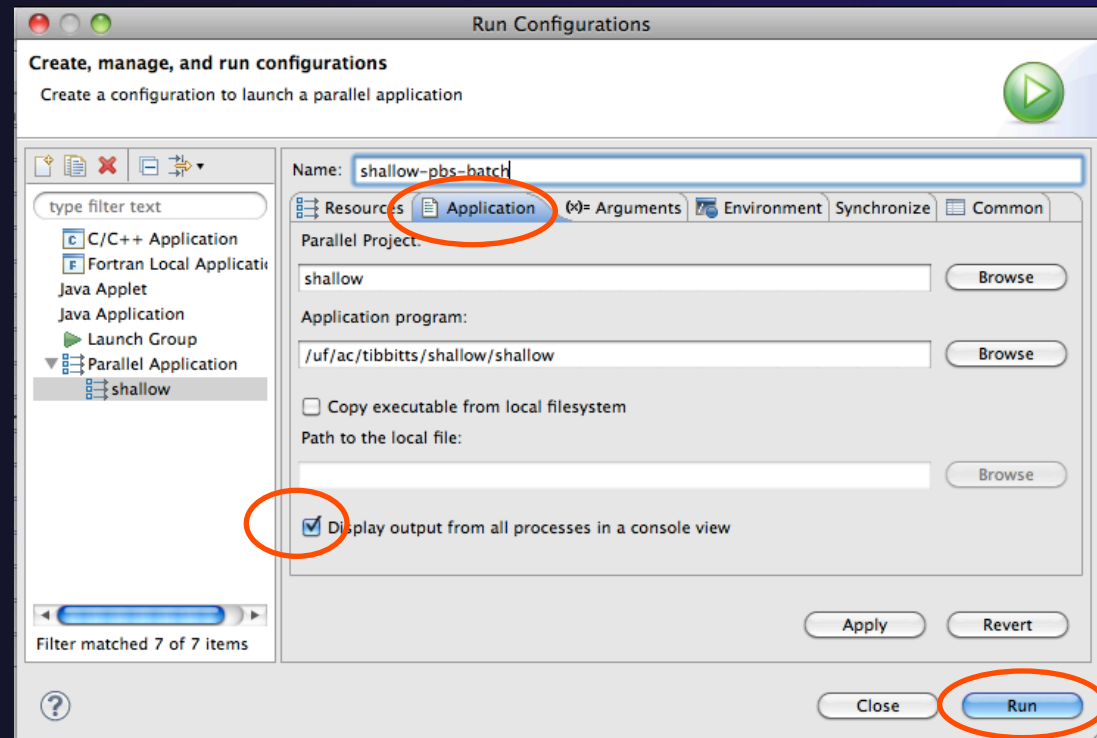 Run Configurations
Create, manage, and run configurations
Create a configuration to launch a parallel application
type filter text
C/C++ Application
Fortran Local Applicatio
Java Applet
Java Application
Launch Group
Parallel Application
shallow
Filter matched 7 of 7 items
Name: shallow-pbs-batch
Resources Application (x)= Arguments Environment Synchronize Common
Parallel Project:
shallow Browse
Application program:
/uf/ac/tibbitts/shallow/shallow Browse
Copy executable from local filesystem
Path to the local file:
Browse
Display output from all processes in a console view
Apply Revert
? Close Run